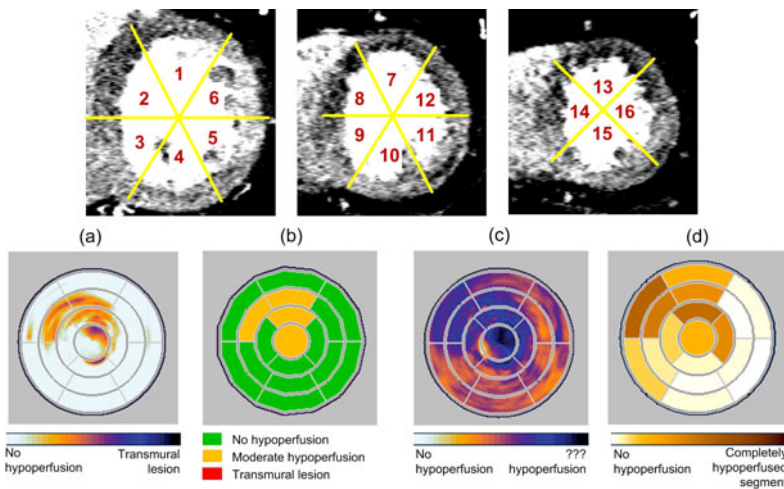 1
2
6
3
5
4
7
8
12
9
11
10
13
14
16
15
(a)
(b)
(c)
(d)
No hypoperfusion
Transmural lesion
No hypoperfusion
Moderate hypoperfusion
Transmural lesion
No hypoperfusion
??? hypoperfusion
No hypoperfusion
Completely hypoperfused segment